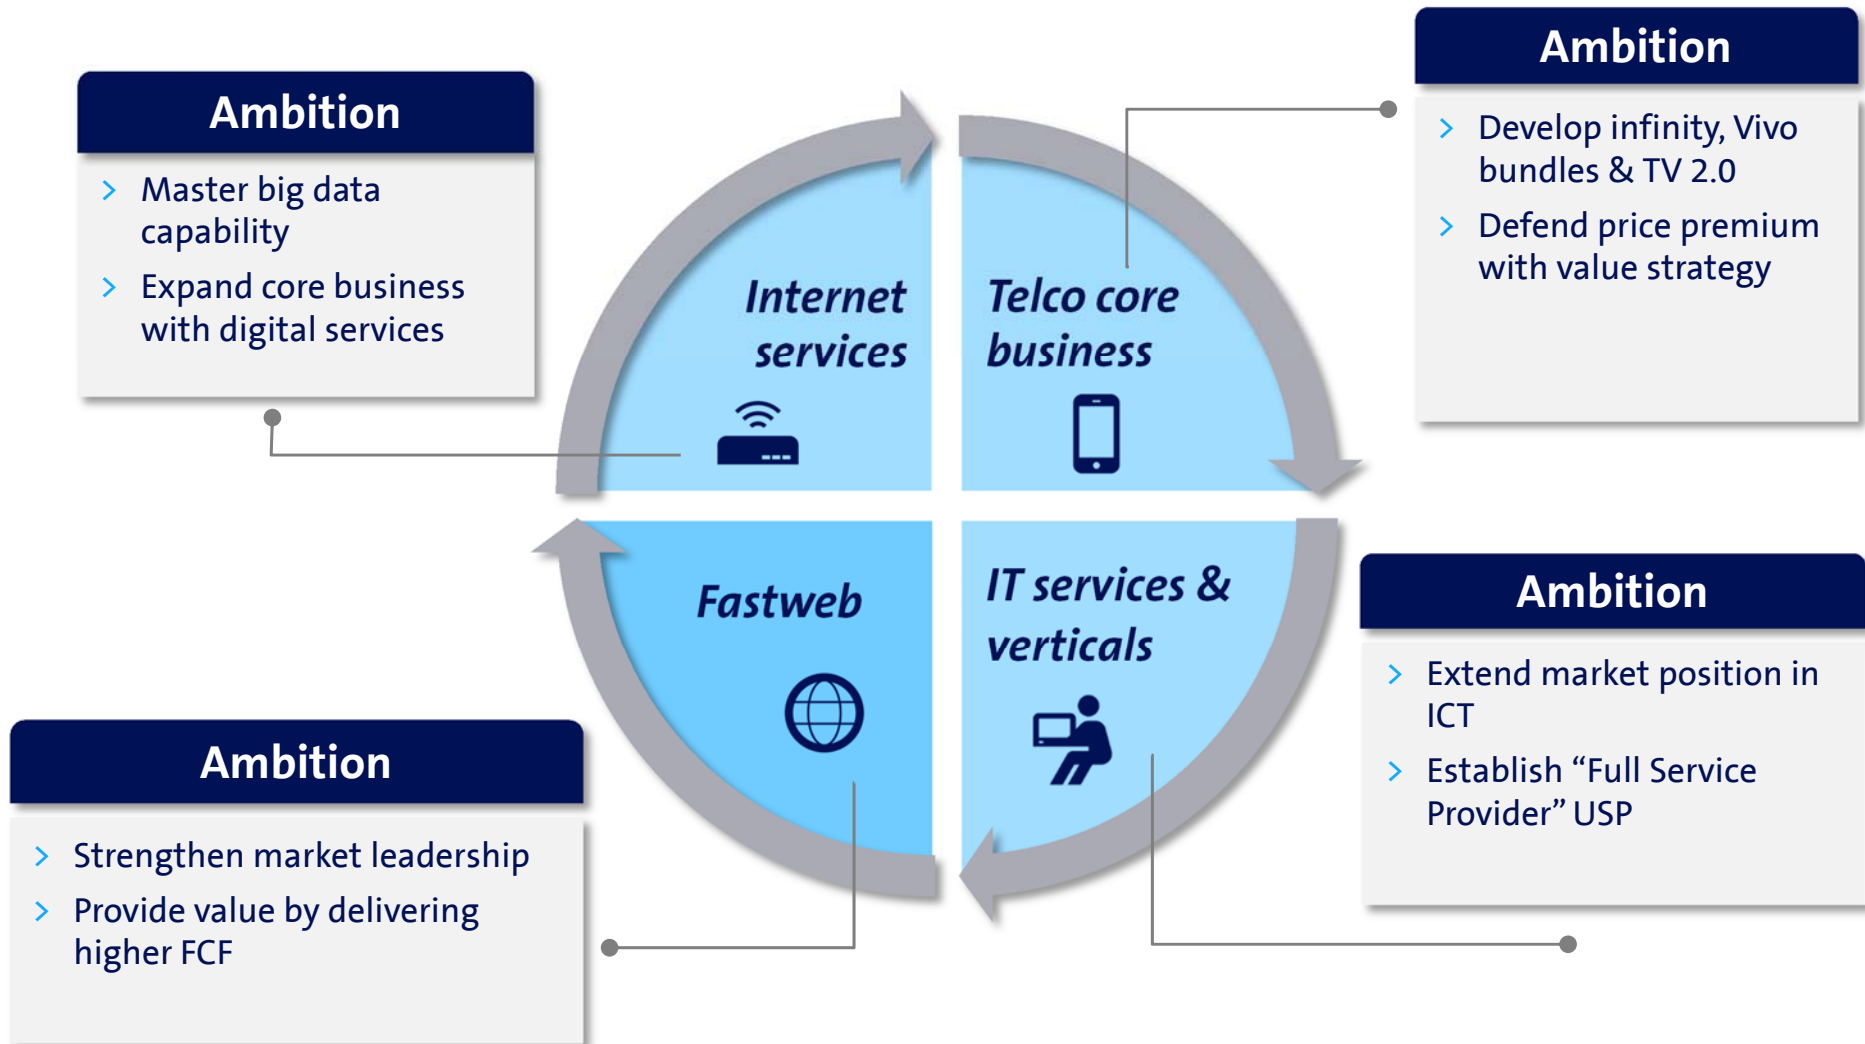 Ambition
> Master big data
capability
> Expand core business
with digital services
Ambition
> Develop infinity, Vivo
bundles & TV 2.0
> Defend price premium
with value strategy
Internet
services
Telco core
business
Fastweb
IT services &
verticals
Ambition
> Strengthen market leadership
> Provide value by delivering
higher FCF
Ambition
> Extend market position in
ICT
> Establish “Full Service
Provider” USP